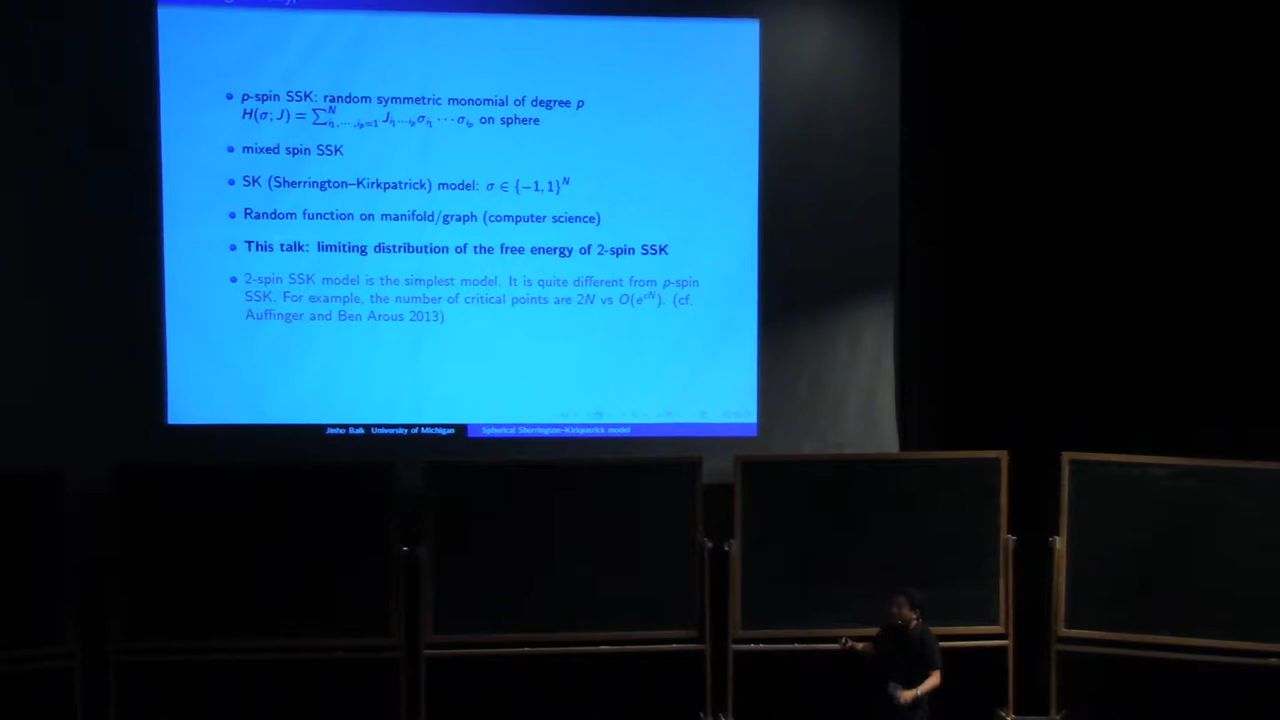 • p-spin SSK: random symmetric monomial of degree p
H(σ; J) = ∑^N_{i₁,⋯,i_p=1} J_{i₁⋯i_p} σ_{i₁} ⋯ σ_{i_p} on sphere
• mixed spin SSK
• SK (Sherrington–Kirkpatrick) model: σ ∈ {−1, 1}^N
• Random function on manifold/graph (computer science)
• This talk: limiting distribution of the free energy of 2-spin SSK
• 2-spin SSK model is the simplest model. It is quite different from p-spin
SSK. For example, the number of critical points are 2N vs O(e^{cN}). (cf.
Auffinger and Ben Arous 2013)
Jinho Baik University of Michigan Spherical Sherrington–Kirkpatrick model